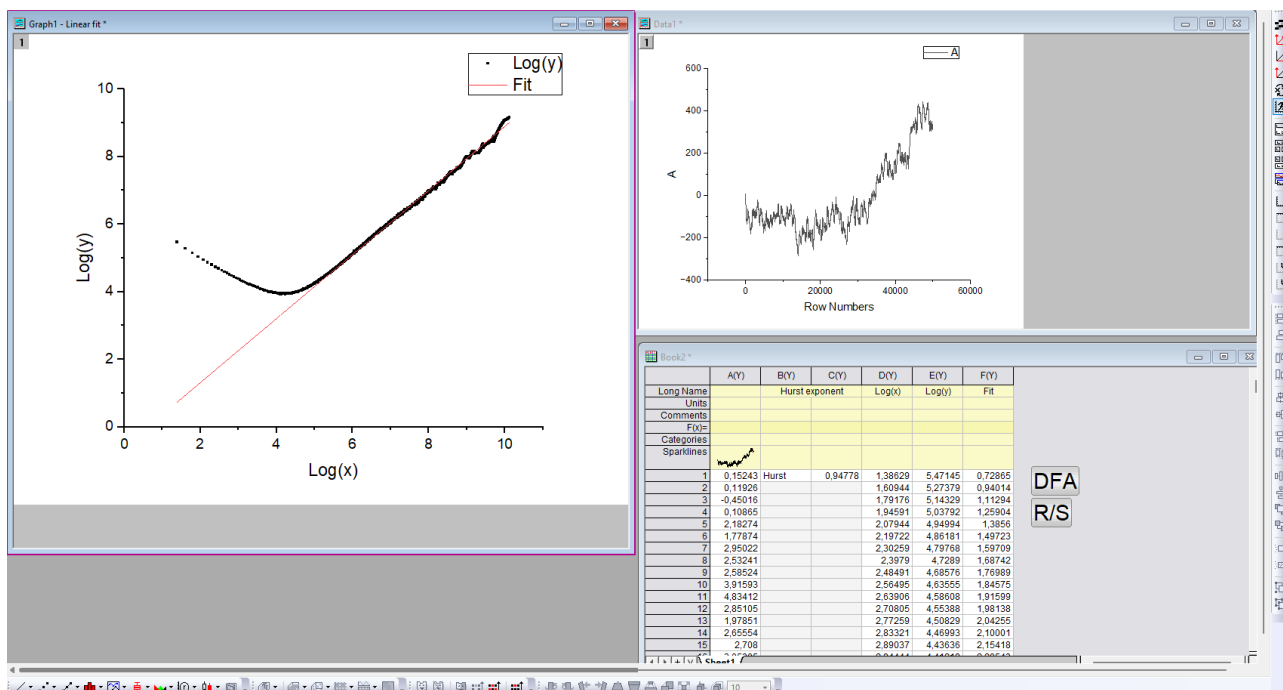 Graph1 - Linear fit *
1
Log(y)
Fit
10
8
6
4
2
0
0 2 4 6 8 10
Log(y)
Log(x)
Data1 *
1
A
600
400
200
0
−200
−400
A
0 20000 40000 60000
Row Numbers
Book2 *
A(Y) B(Y) C(Y) D(Y) E(Y) F(Y)
Long Name Hurst exponent Log(x) Log(y) Fit
Units
Comments
F(x)=
Categories
Sparklines
1 0,15243 Hurst 0,94778 1,38629 5,47145 0,72865
2 0,11926 1,60944 5,27379 0,94014
3 -0,45016 1,79176 5,14329 1,11294
4 0,10865 1,94591 5,03792 1,25904
5 2,18274 2,07944 4,94994 1,3856
6 1,77874 2,19722 4,86181 1,49723
7 2,95022 2,30259 4,79768 1,59709
8 2,53241 2,3979 4,7289 1,68742
9 2,58524 2,48491 4,68576 1,76989
10 3,91593 2,56495 4,63555 1,84575
11 4,83412 2,63906 4,58608 1,91599
12 2,85105 2,70805 4,55388 1,98138
13 1,97851 2,77259 4,50829 2,04255
14 2,65554 2,83321 4,46993 2,10001
15 2,708 2,89037 4,43636 2,15418
Sheet1
DFA
R/S
10